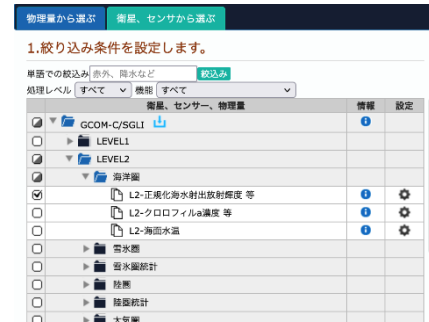 物理量から選ぶ 衛星、センサから選ぶ
1.絞り込み条件を設定します。
単語での絞込み 赤外、降水など 絞込み
処理レベル すべて 機能 すべて
衛星、センサー、物理量 情報 設定
GCOM-C/SGLI
LEVEL1
LEVEL2
海洋圏
L2-正規化海水射出放射輝度 等
L2-クロロフィルa濃度 等
L2-海面水温
雪氷圏
雪氷圏統計
陸圏
陸圏統計
大気圏